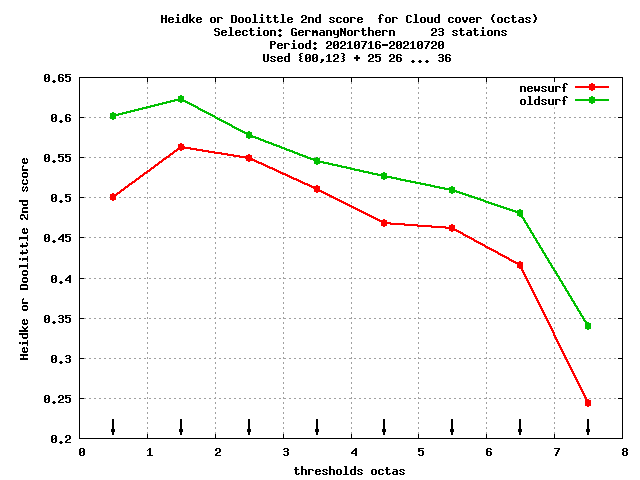 Heidke or Doolittle 2nd score  for Cloud cover (octas)
Selection: GermanyNorthern     23 stations
Period: 20210716-20210720
Used {00,12} + 25 26 ... 36
newsurf
oldsurf
0.65
0.6
0.55
0.5
0.45
0.4
0.35
0.3
0.25
0.2
Heidke or Doolittle 2nd score
0 1 2 3 4 5 6 7 8
thresholds octas